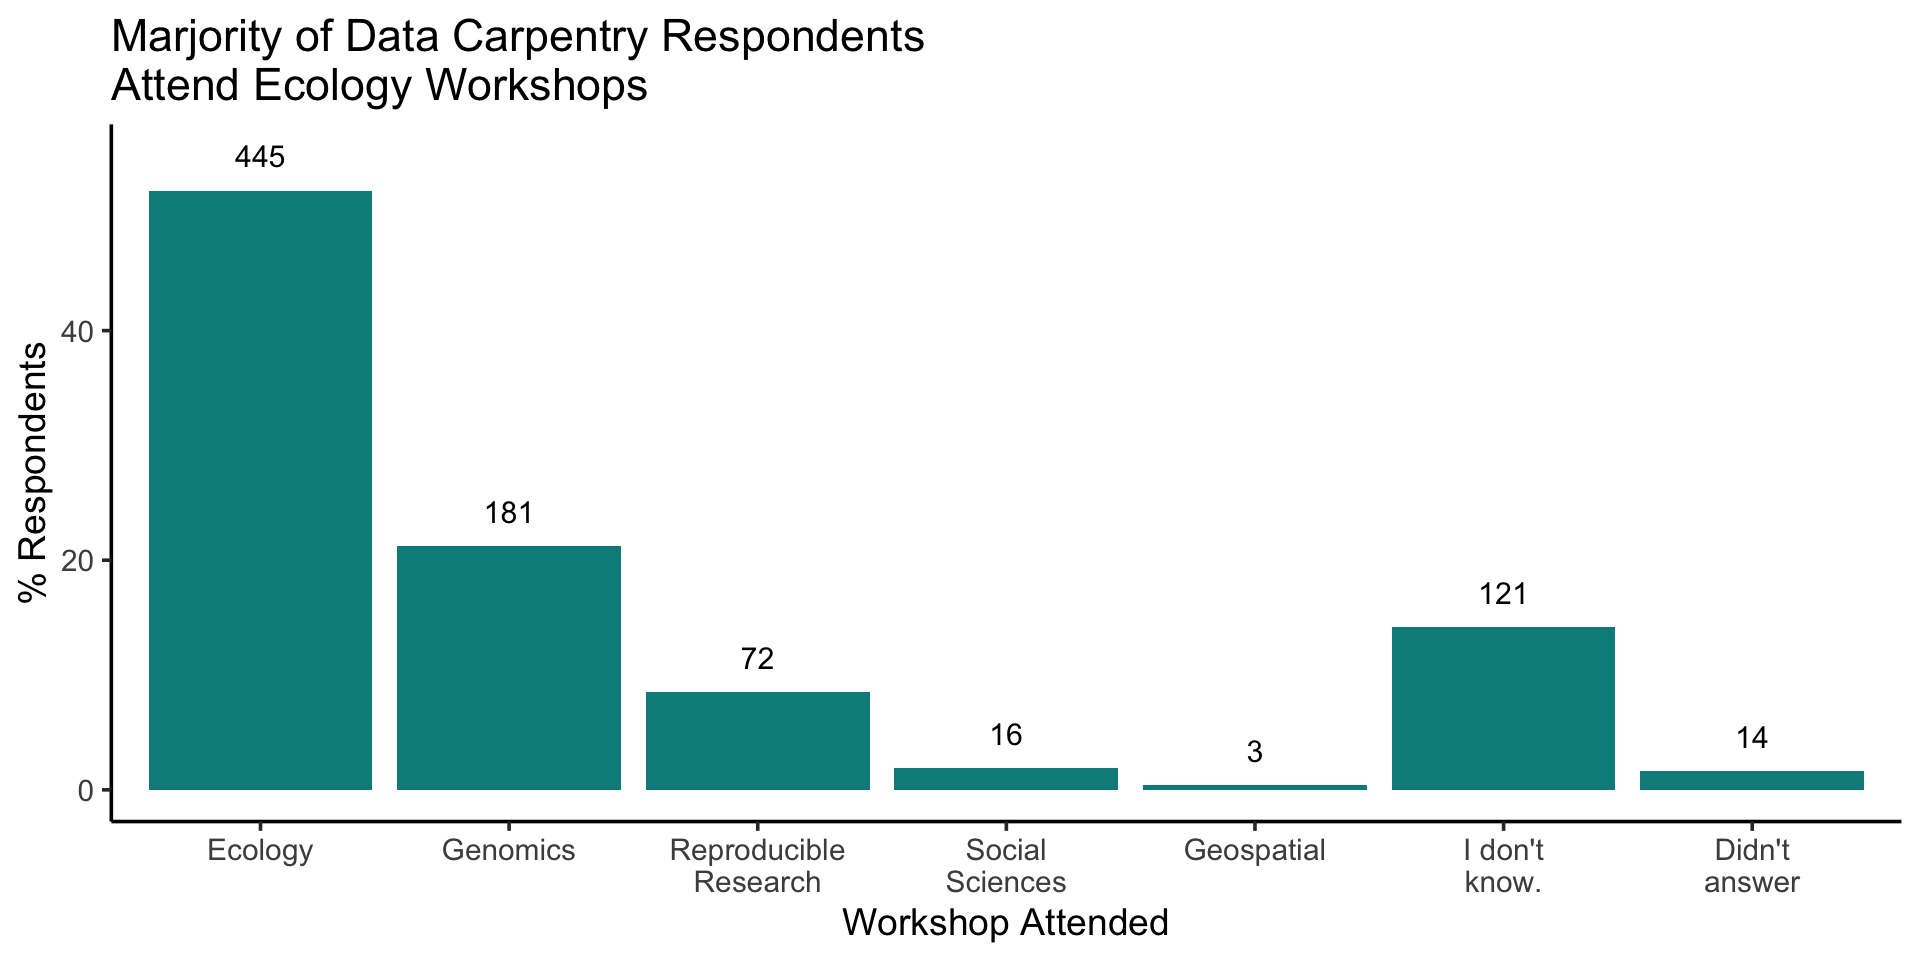 Marjority of Data Carpentry Respondents
Attend Ecology Workshops
445
181
72
16
3
121
14
% Respondents
40
20
0
Ecology
Genomics
Reproducible
Research
Social
Sciences
Geospatial
I don't
know.
Didn't
answer
Workshop Attended